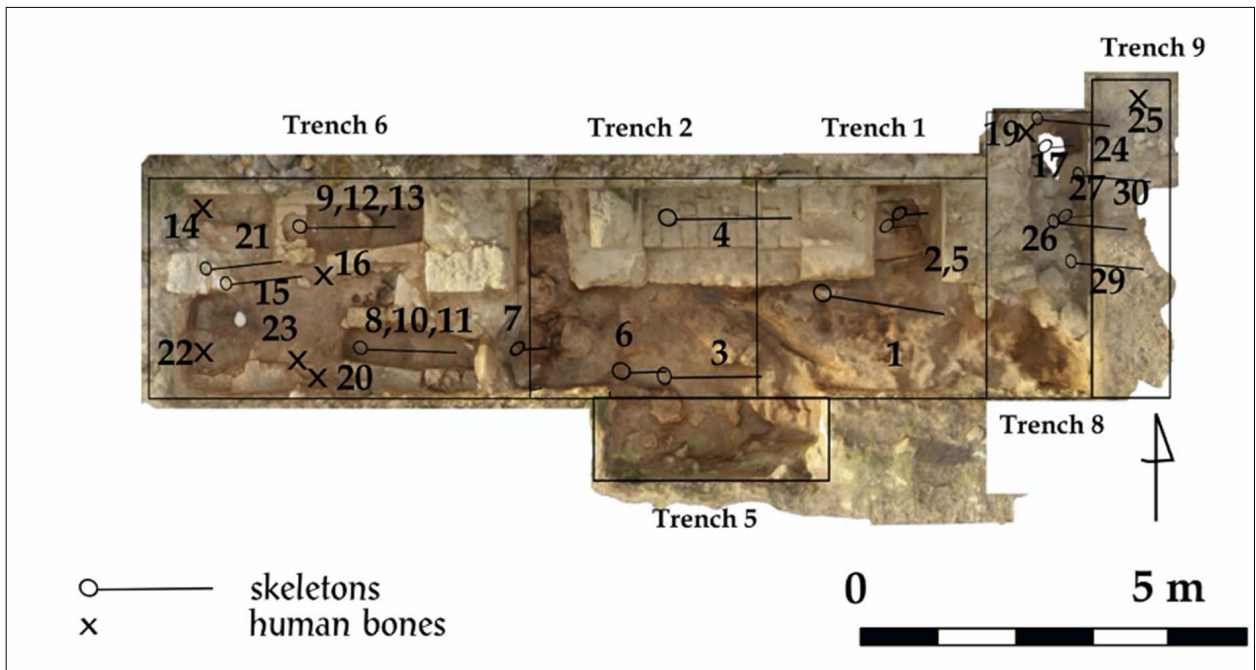 Trench 9
Trench 6
Trench 2
Trench 1
19
25
24
17
27
30
9,12,13
14
21
4
26
2,5
16
15
29
23
8,10,11
7
6
3
1
22
20
Trench 8
Trench 5
skeletons
human bones
0
5 m